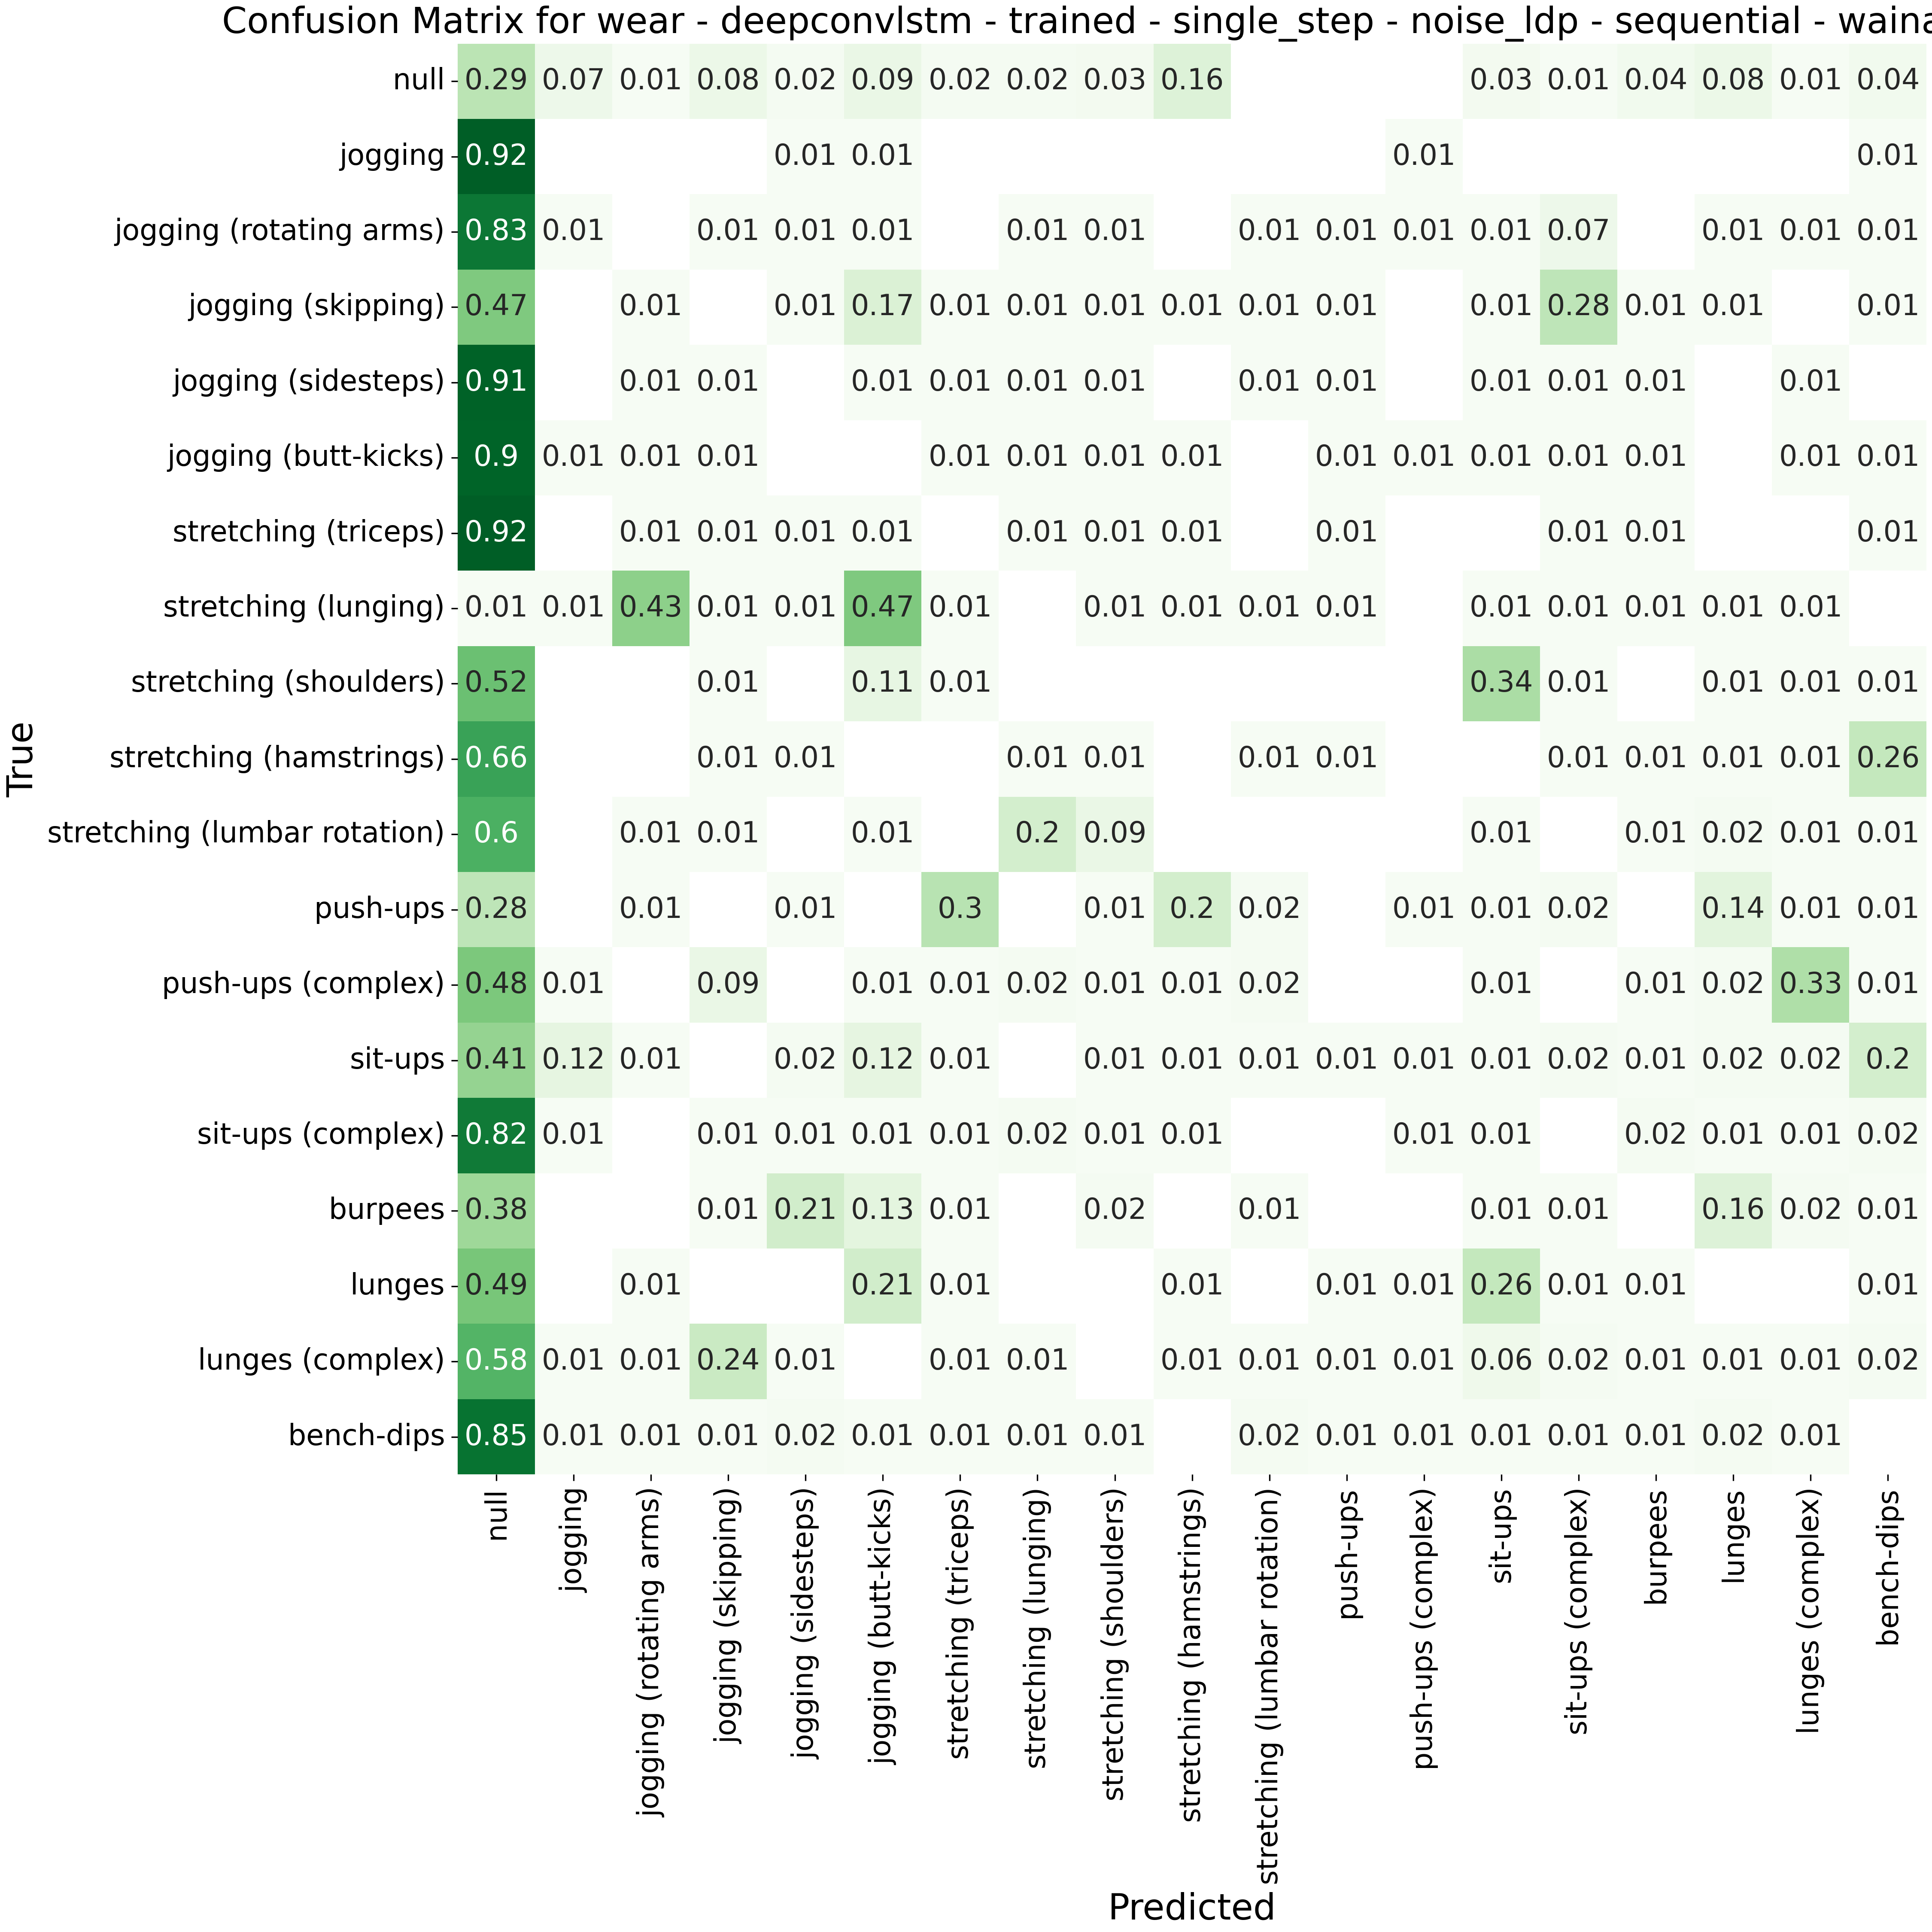 Confusion Matrix for wear - deepconvlstm - trained - single_step - noise_ldp - sequential -
True
null 0.29 0.07 0.01 0.08 0.02 0.09 0.02 0.02 0.03 0.16 0.03 0.01 0.04 0.08 0.01 0.04
jogging 0.92 0.01 0.01 0.01 0.01
jogging (rotating arms) 0.83 0.01 0.01 0.01 0.01 0.01 0.01 0.01 0.01 0.01 0.01 0.07 0.01 0.01 0.01
jogging (skipping) 0.47 0.01 0.01 0.17 0.01 0.01 0.01 0.01 0.01 0.01 0.01 0.28 0.01 0.01 0.01
jogging (sidesteps) 0.91 0.01 0.01 0.01 0.01 0.01 0.01 0.01 0.01 0.01 0.01 0.01 0.01
jogging (butt-kicks) 0.9 0.01 0.01 0.01 0.01 0.01 0.01 0.01 0.01 0.01 0.01 0.01 0.01 0.01 0.01
stretching (triceps) 0.92 0.01 0.01 0.01 0.01 0.01 0.01 0.01 0.01 0.01 0.01 0.01
stretching (lunging) 0.01 0.01 0.43 0.01 0.01 0.47 0.01 0.01 0.01 0.01 0.01 0.01 0.01 0.01 0.01 0.01
stretching (shoulders) 0.52 0.01 0.11 0.01 0.34 0.01 0.01 0.01 0.01
stretching (hamstrings) 0.66 0.01 0.01 0.01 0.01 0.01 0.01 0.01 0.01 0.01 0.01 0.26
stretching (lumbar rotation) 0.6 0.01 0.01 0.01 0.2 0.09 0.01 0.01 0.02 0.01 0.01
push-ups 0.28 0.01 0.01 0.3 0.01 0.2 0.02 0.01 0.01 0.02 0.14 0.01 0.01
push-ups (complex) 0.48 0.01 0.09 0.01 0.01 0.02 0.01 0.01 0.02 0.01 0.01 0.02 0.33 0.01
sit-ups 0.41 0.12 0.01 0.02 0.12 0.01 0.01 0.01 0.01 0.01 0.01 0.01 0.02 0.01 0.02 0.02 0.2
sit-ups (complex) 0.82 0.01 0.01 0.01 0.01 0.01 0.02 0.01 0.01 0.01 0.01 0.02 0.01 0.01 0.02
burpees 0.38 0.01 0.21 0.13 0.01 0.02 0.01 0.01 0.01 0.16 0.02 0.01
lunges 0.49 0.01 0.21 0.01 0.01 0.01 0.01 0.26 0.01 0.01 0.01
lunges (complex) 0.58 0.01 0.01 0.24 0.01 0.01 0.01 0.01 0.01 0.01 0.01 0.06 0.02 0.01 0.01 0.01 0.02
bench-dips 0.85 0.01 0.01 0.01 0.02 0.01 0.01 0.01 0.01 0.02 0.01 0.01 0.01 0.01 0.01 0.02 0.01
null
jogging
jogging (rotating arms)
jogging (skipping)
jogging (sidesteps)
jogging (butt-kicks)
stretching (triceps)
stretching (lunging)
stretching (shoulders)
stretching (hamstrings)
stretching (lumbar rotation)
push-ups
push-ups (complex)
sit-ups
sit-ups (complex)
burpees
lunges
lunges (complex)
bench-dips
Predicted